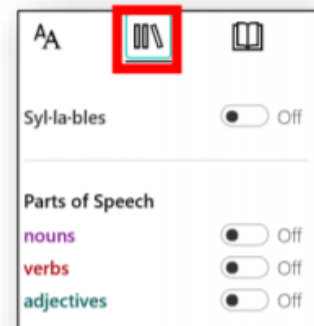 AA
Syl·la·bles Off
Parts of Speech
nouns Off
verbs Off
adjectives Off